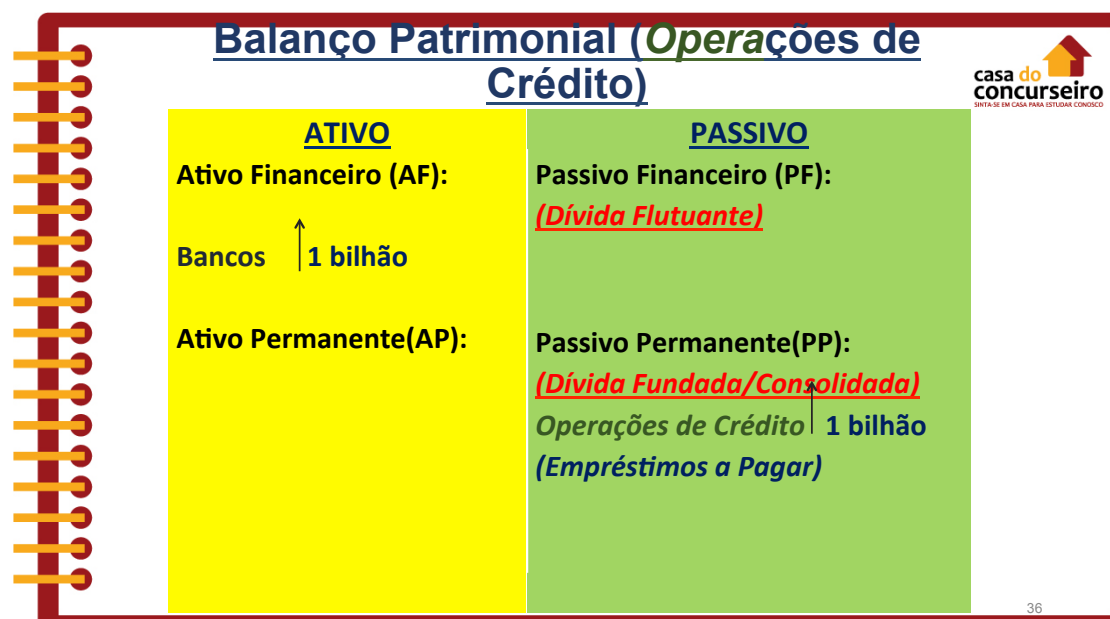 Balanço Patrimonial (Operações de
Crédito)
casa do
concurseiro
SINTA-SE EM CASA PARA ESTUDAR CONOSCO
ATIVO
Ativo Financeiro (AF):
Bancos 1 bilhão
Ativo Permanente(AP):
PASSIVO
Passivo Financeiro (PF):
(Dívida Flutuante)
Passivo Permanente(PP):
(Dívida Fundada/Consolidada)
Operações de Crédito 1 bilhão
(Empréstimos a Pagar)
36